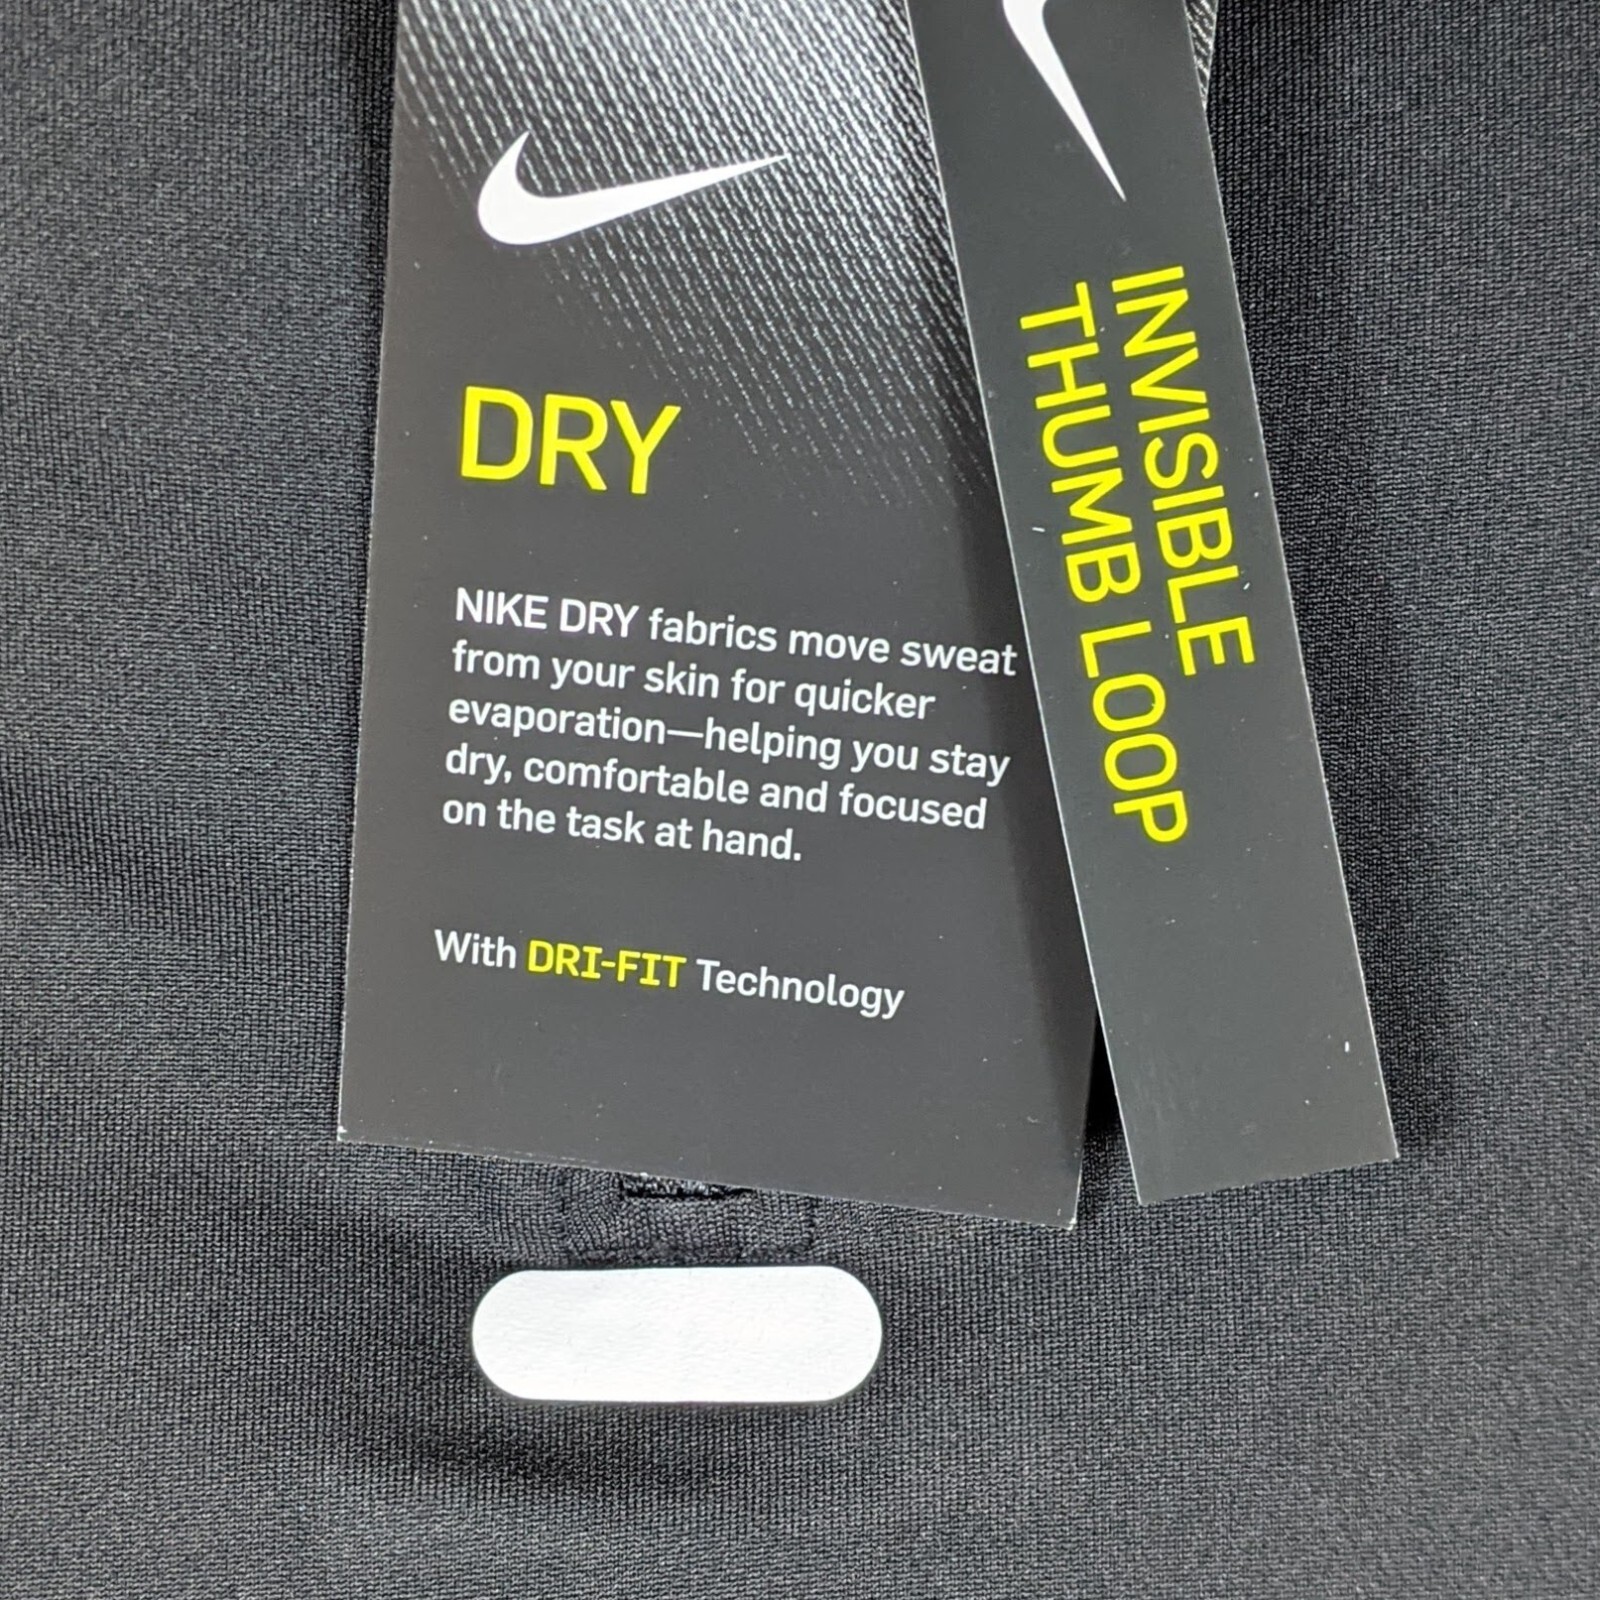 DRY
NIKE DRY fabrics move sweat
from your skin for quicker
evaporation—helping you stay
dry, comfortable and focused
on the task at hand.
With DRI-FIT Technology
INVISIBLE
THUMB LOOP